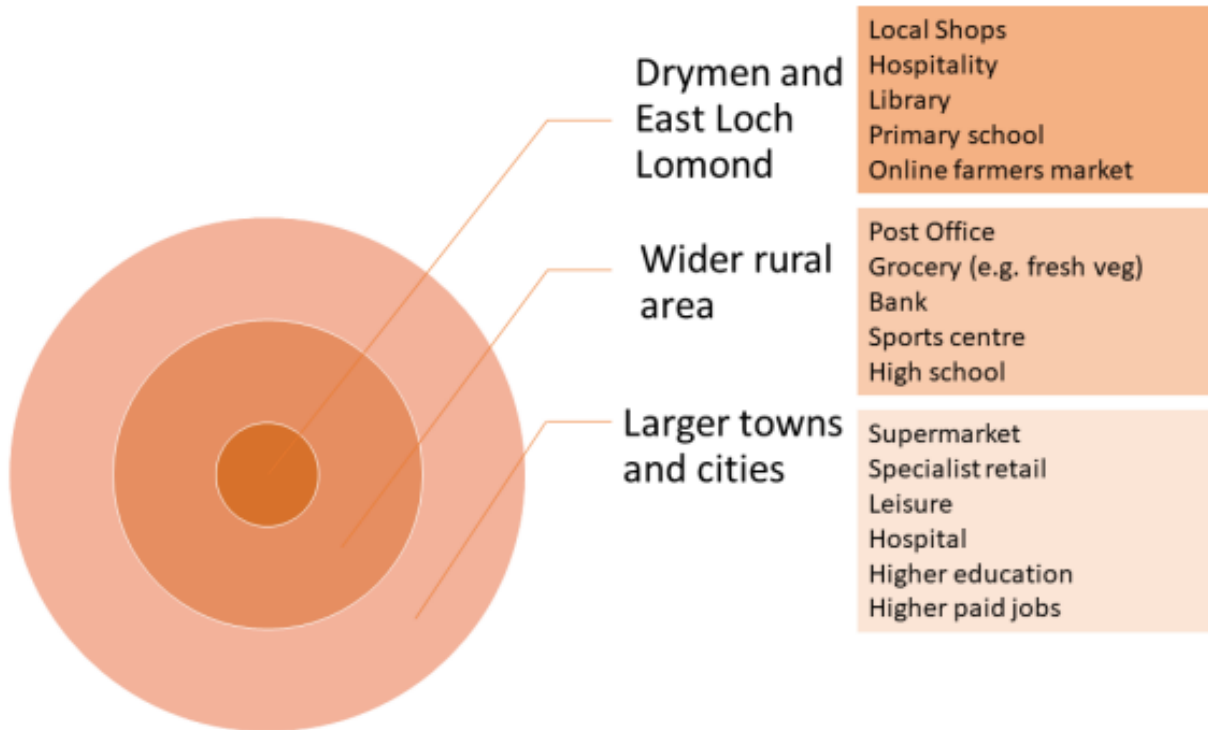 Drymen and
East Loch
Lomond
Local Shops
Hospitality
Library
Primary school
Online farmers market
Wider rural
area
Post Office
Grocery (e.g. fresh veg)
Bank
Sports centre
High school
Larger towns
and cities
Supermarket
Specialist retail
Leisure
Hospital
Higher education
Higher paid jobs